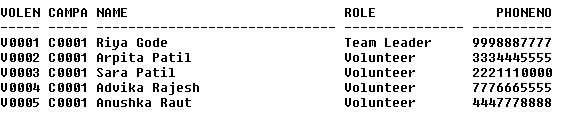 VOLEN CAMPA NAME ROLE PHONENO
----- ----- ------------------------------ --------------- ----------
V0001 C0001 Riya Gode Team Leader 9998887777
V0002 C0001 Arpita Patil Volunteer 3334445555
V0003 C0001 Sara Patil Volunteer 2221110000
V0004 C0001 Advika Rajesh Volunteer 7776665555
V0005 C0001 Anushka Raut Volunteer 4447778888